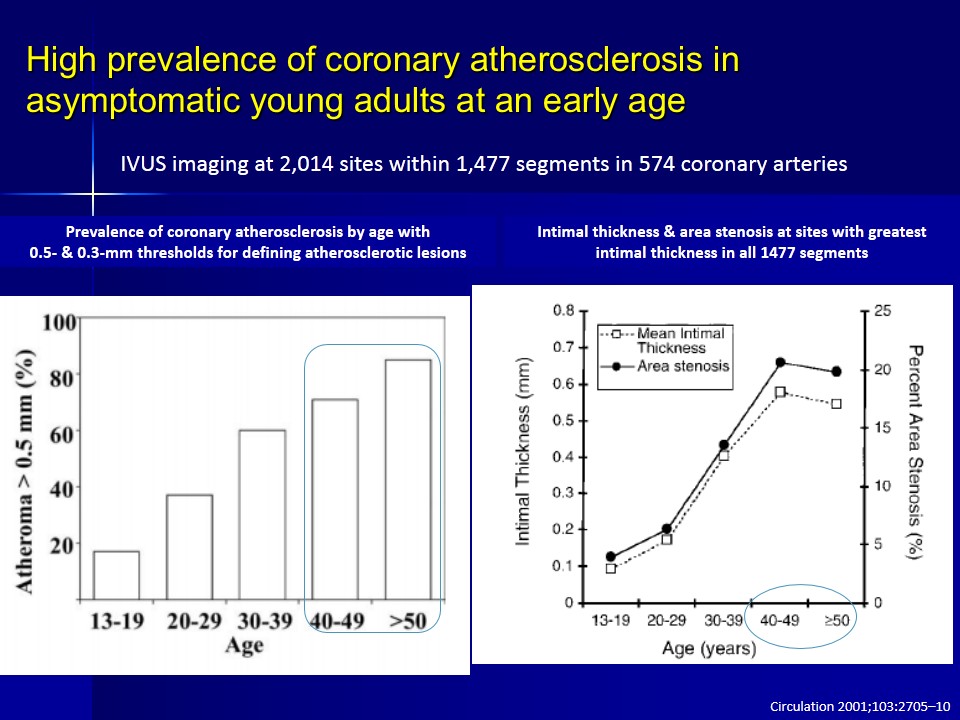 High prevalence of coronary atherosclerosis in
asymptomatic young adults at an early age
IVUS imaging at 2,014 sites within 1,477 segments in 574 coronary arteries
Prevalence of coronary atherosclerosis by age with
0.5- & 0.3-mm thresholds for defining atherosclerotic lesions
Atheroma > 0.5 mm (%)
100
80
60
40
20
13-19 20-29 30-39 40-49 >50
Age
Intimal thickness & area stenosis at sites with greatest
intimal thickness in all 1477 segments
Intimal Thickness (mm)
0.8
0.7
0.6
0.5
0.4
0.3
0.2
0.1
0
Mean Intimal
Thickness
Area stenosis
25
20
15
10
5
0
Percent Area Stenosis (%)
13-19 20-29 30-39 40-49 ≥50
Age (years)
Circulation 2001;103:2705–10